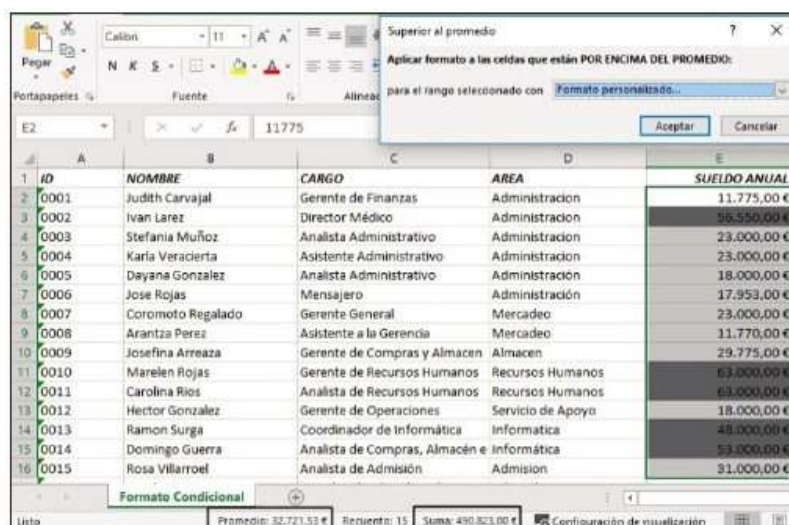 Calibri 11 A A
Pegar
N K S A
Portapapeles Fuente Alineac
Superior al promedio ? ×
Aplicar formato a las celdas que están POR ENCIMA DEL PROMEDIO:
para el rango seleccionado con Formato personalizado...
Aceptar Cancelar
E2 fx 11775
A B C D E
1 ID NOMBRE CARGO AREA SUELDO ANUAL
2 0001 Judith Carvajal Gerente de Finanzas Administracion 11.775,00 €
3 0002 Ivan Larez Director Médico Administracion 56.550,00 €
4 0003 Stefania Muñoz Analista Administrativo Administración 23.000,00 €
5 0004 Karla Veracierta Asistente Administrativo Administración 23.000,00 €
6 0005 Dayana Gonzalez Analista Administrativo Administración 18.000,00 €
7 0006 Jose Rojas Mensajero Administración 17.953,00 €
8 0007 Coromoto Regalado Gerente General Mercadeo 23.000,00 €
9 0008 Arantza Perez Asistente a la Gerencia Mercadeo 11.770,00 €
10 0009 Josefina Arreaza Gerente de Compras y Almacen Almacen 29.775,00 €
11 0010 Marelen Rojas Gerente de Recursos Humanos Recursos Humanos 63.000,00 €
12 0011 Carolina Rios Analista de Recursos Humanos Recursos Humanos 63.000,00 €
13 0012 Hector Gonzalez Gerente de Operaciones Servicio de Apoyo 18.000,00 €
14 0013 Ramon Surga Coordinador de Informática Informatica 48.000,00 €
15 0014 Domingo Guerra Analista de Compras, Almacén e Informática 53.000,00 €
16 0015 Rosa Villarroel Analista de Admisión Admision 31.000,00 €
Formato Condicional
Listo Promedio: 32.721,53 € Recuento: 15 Suma: 490.823,00 € Configuración de visualización